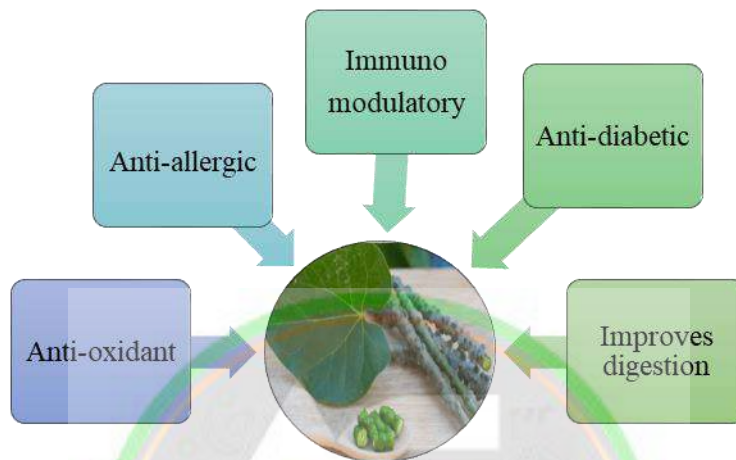 Immuno
modulatory
Anti-allergic
Anti-diabetic
Anti-oxidant
Improves
digestion